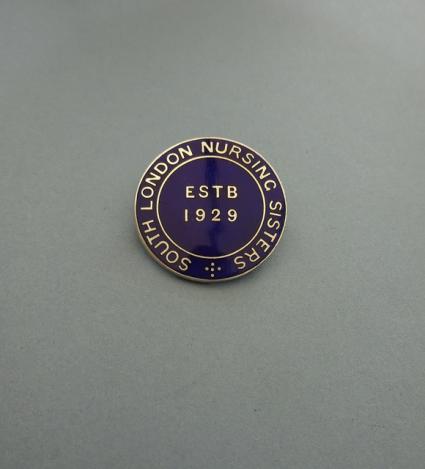 SOUTH LONDON NURSING SISTERS
ESTB
1929